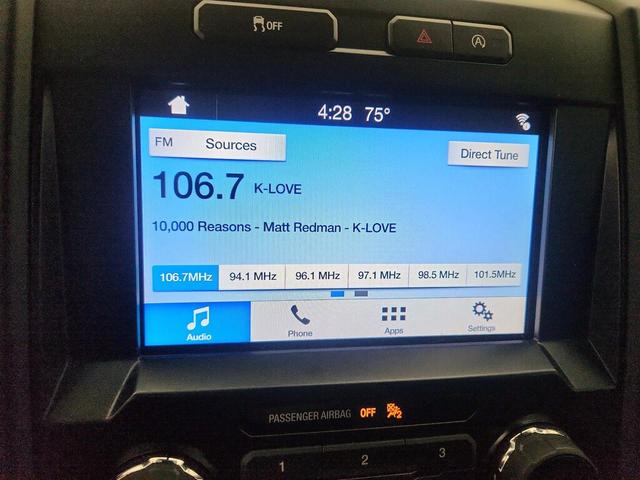 OFF
A
4:28 75°
FM Sources
Direct Tune
106.7 K-LOVE
10,000 Reasons - Matt Redman - K-LOVE
106.7MHz 94.1 MHz 96.1 MHz 97.1 MHz 98.5 MHz 101.5MHz
Audio Phone Apps Settings
PASSENGER AIRBAG OFF 2
1 2 3